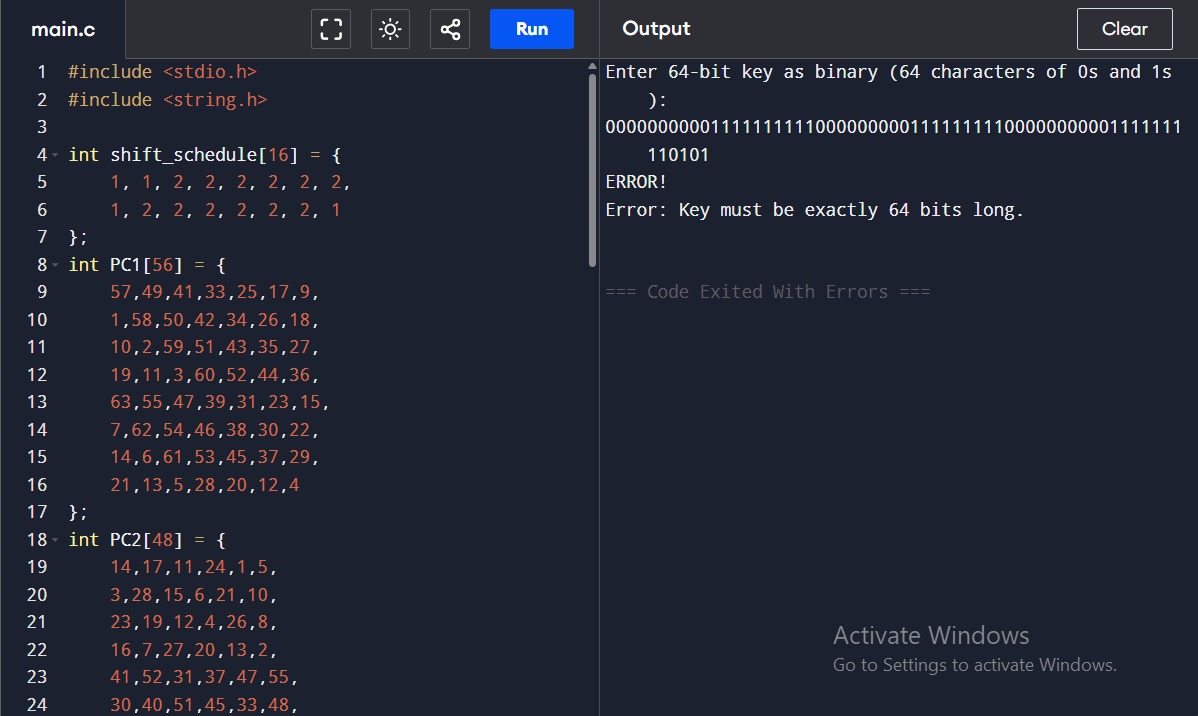 main.c
Run
Output
Clear
1 #include <stdio.h>
2 #include <string.h>
3
4 int shift_schedule[16] = {
5 1, 1, 2, 2, 2, 2, 2, 2,
6 1, 2, 2, 2, 2, 2, 2, 1
7 };
8 int PC1[56] = {
9 57,49,41,33,25,17,9,
10 1,58,50,42,34,26,18,
11 10,2,59,51,43,35,27,
12 19,11,3,60,52,44,36,
13 63,55,47,39,31,23,15,
14 7,62,54,46,38,30,22,
15 14,6,61,53,45,37,29,
16 21,13,5,28,20,12,4
17 };
18 int PC2[48] = {
19 14,17,11,24,1,5,
20 3,28,15,6,21,10,
21 23,19,12,4,26,8,
22 16,7,27,20,13,2,
23 41,52,31,37,47,55,
24 30,40,51,45,33,48,
Enter 64-bit key as binary (64 characters of 0s and 1s
):
0000000000111111111100000000011111111100000000001111111
110101
ERROR!
Error: Key must be exactly 64 bits long.
=== Code Exited With Errors ===
Activate Windows
Go to Settings to activate Windows.